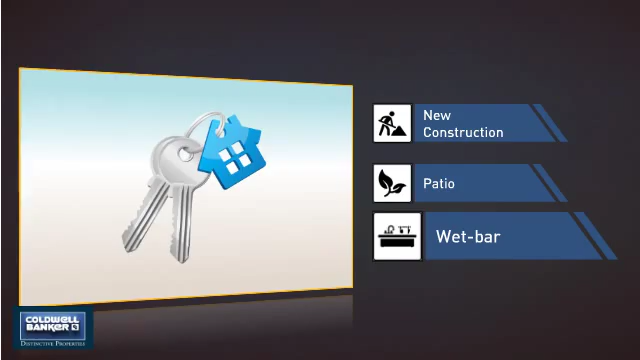 New
Construction
Patio
Wet-bar
COLDWELL
BANKER
DISTINCTIVE PROPERTIES